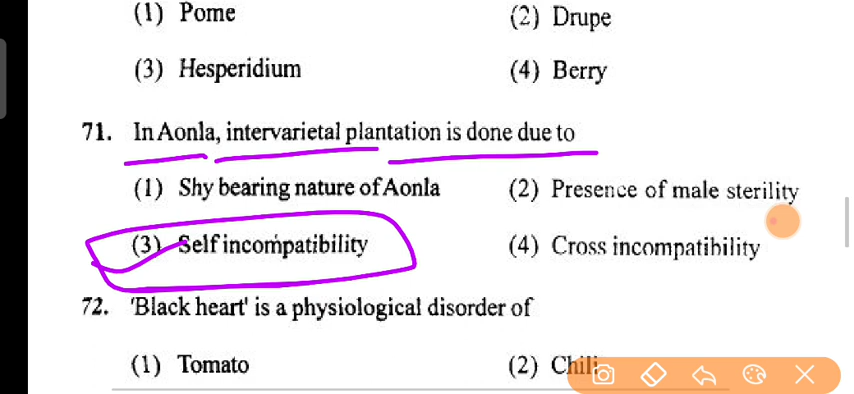 (1) Pome (2) Drupe
(3) Hesperidium (4) Berry
71. In Aonla, intervarietal plantation is done due to
(1) Shy bearing nature of Aonla (2) Presence of male sterility
(3) Self incompatibility (4) Cross incompatibility
72. 'Black heart' is a physiological disorder of
(1) Tomato (2) Chili